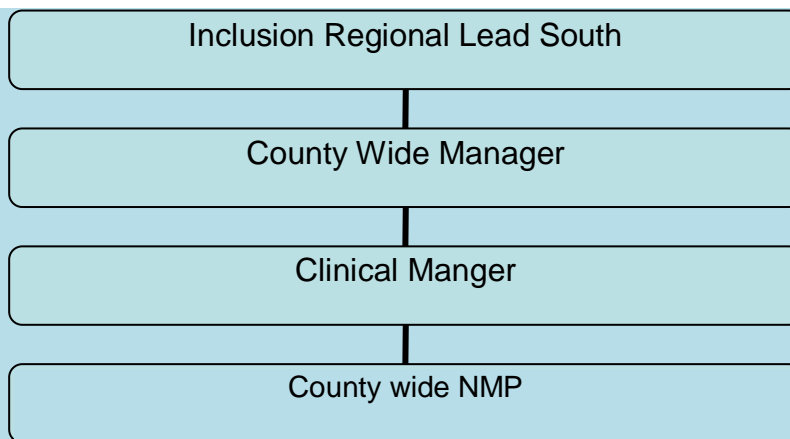 Inclusion Regional Lead South
County Wide Manager
Clinical Manger
County wide NMP